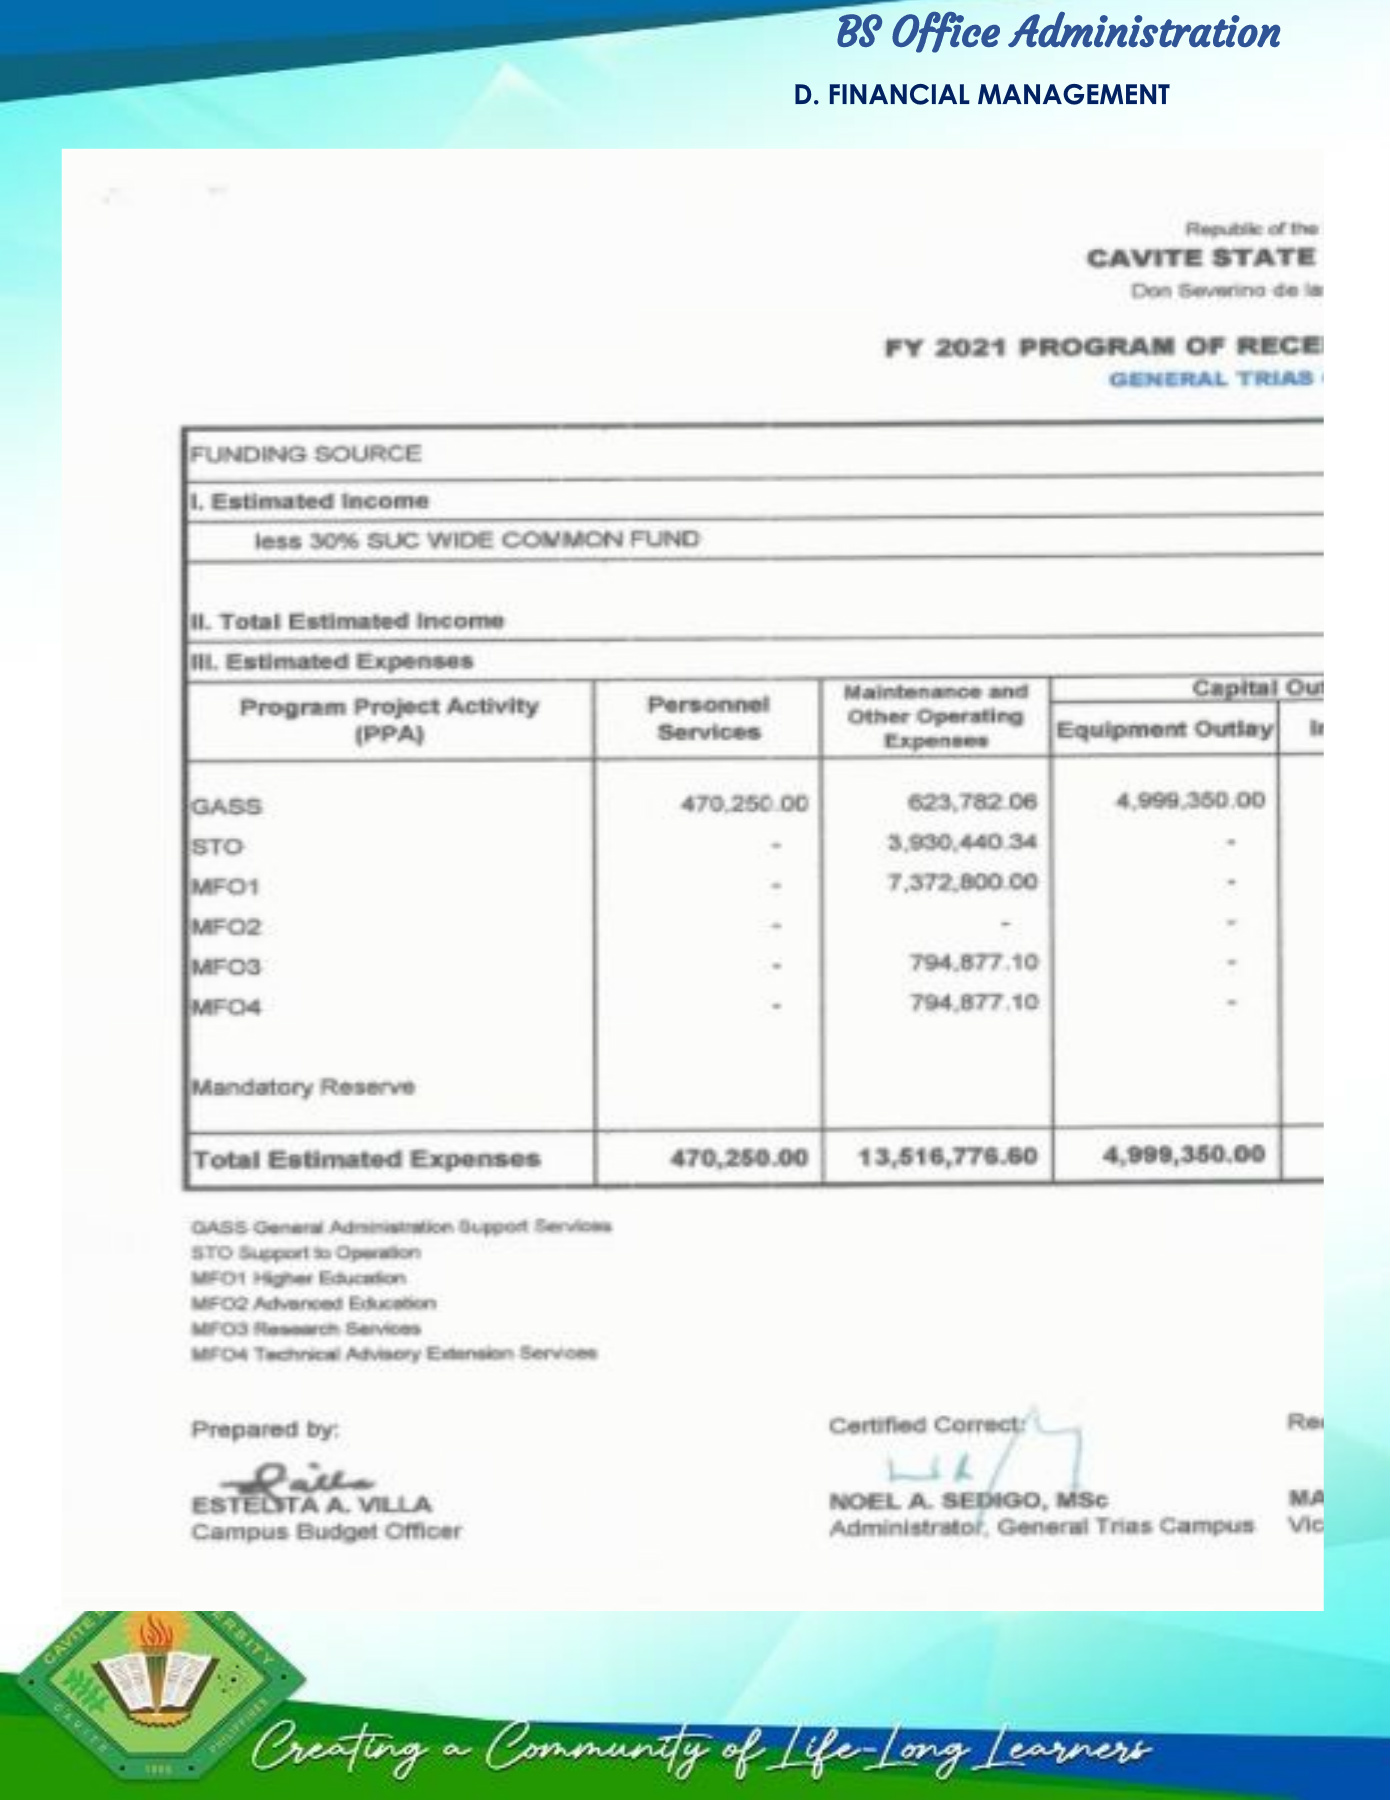 BS Office Administration
D. FINANCIAL MANAGEMENT
Republic of the
CAVITE STATE
Don Severino de la
FY 2021 PROGRAM OF RECE
GENERAL TRIAS
FUNDING SOURCE
I. Estimated Income
less 30% SUC WIDE COMMON FUND
II. Total Estimated Income
III. Estimated Expenses
Program Project Activity (PPA) Personnel Services Maintenance and Other Operating Expenses Capital Out
Equipment Outlay
GASS 470,250.00 623,782.06 4,999,350.00
STO - 3,930,440.34 -
MFO1 - 7,372,800.00 -
MFO2 - - -
MFO3 - 794,877.10 -
MFO4 - 794,877.10 -
Mandatory Reserve
Total Estimated Expenses 470,250.00 13,516,776.60 4,999,350.00
GASS General Administration Support Services
STO Support to Operation
MFO1 Higher Education
MFO2 Advanced Education
MFO3 Research Services
MFO4 Technical Advisory Extension Services
Prepared by: Certified Correct: Rec
ESTELITA A. VILLA NOEL A. SEDIGO, MSc MA
Campus Budget Officer Administrator, General Trias Campus Vic
CAVITE
PHILIPPINES
1906
Creating a Community of Life-Long Learners